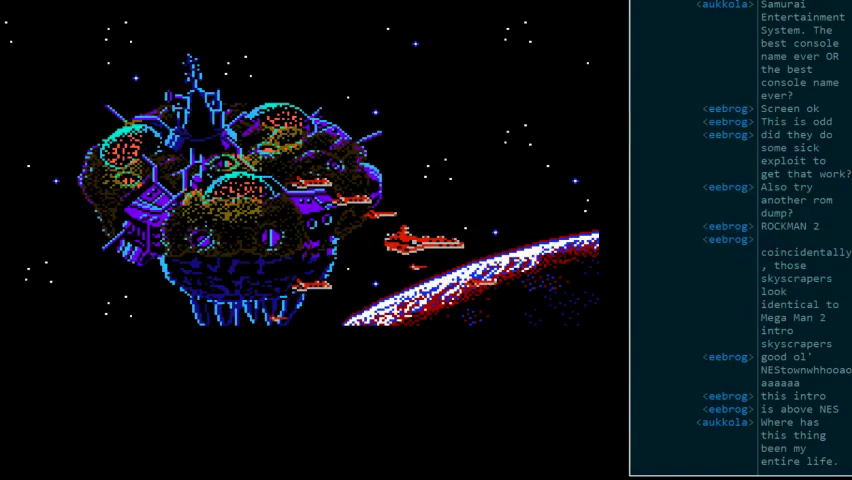 <aukkola> Samurai
Entertainment
System. The
best console
name ever OR
the best
console name
ever?
<eebrog> Screen ok
<eebrog> This is odd
<eebrog> did they do
some sick
exploit to
get that work?
<eebrog> Also try
another rom
dump?
<eebrog> ROCKMAN 2
<eebrog>
coincidentally
, those
skyscrapers
look
identical to
Mega Man 2
intro
skyscrapers
<eebrog> good ol'
NEStownwhhooao
aaaaaa
<eebrog> this intro
<eebrog> is above NES
<aukkola> Where has
this thing
been my
entire life.